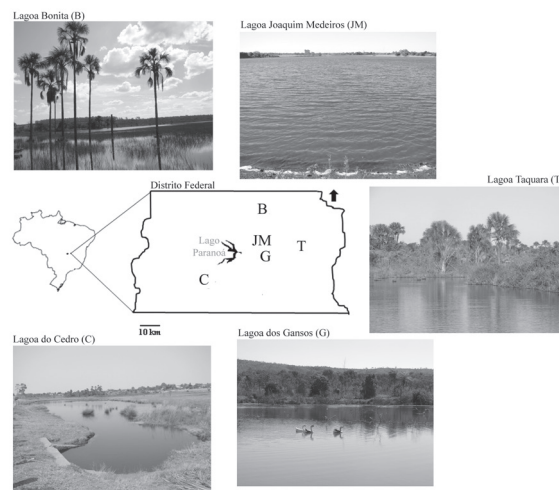 Lagoa Bonita (B)
Lagoa Joaquim Medeiros (JM)
Lagoa Taquara (T
Distrito Federal
B
Lago
Paranoá
JM
G
T
C
10 km
Lagoa do Cedro (C)
Lagoa dos Gansos (G)